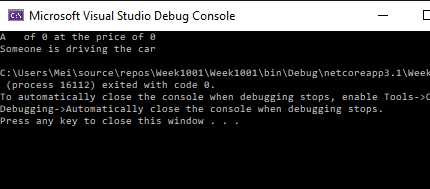 Microsoft Visual Studio Debug Console
A   of 0 at the price of 0
Someone is driving the car
C:\Users\Mei\source\repos\Week1001\Week1001\bin\Debug\netcoreapp3.1\Week
 (process 16112) exited with code 0.
To automatically close the console when debugging stops, enable Tools->
Debugging->Automatically close the console when debugging stops.
Press any key to close this window . . .